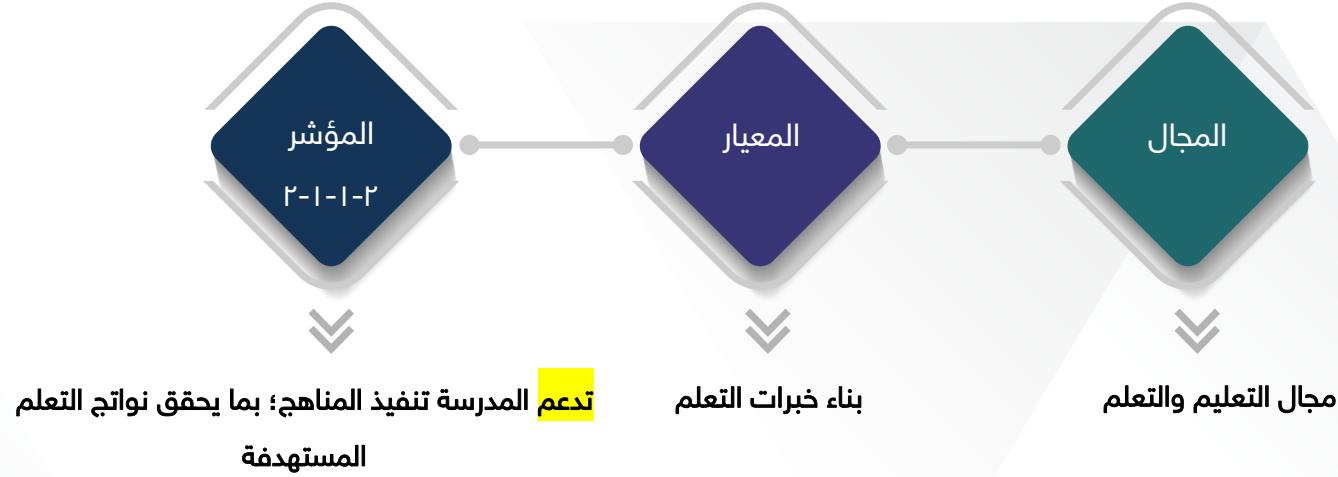 المجال
المعيار
المؤشر
٢-١-١-٢
مجال التعليم والتعلم
بناء خبرات التعلم
تدعم المدرسة تنفيذ المناهج؛ بما يحقق نواتج التعلم
المستهدفة